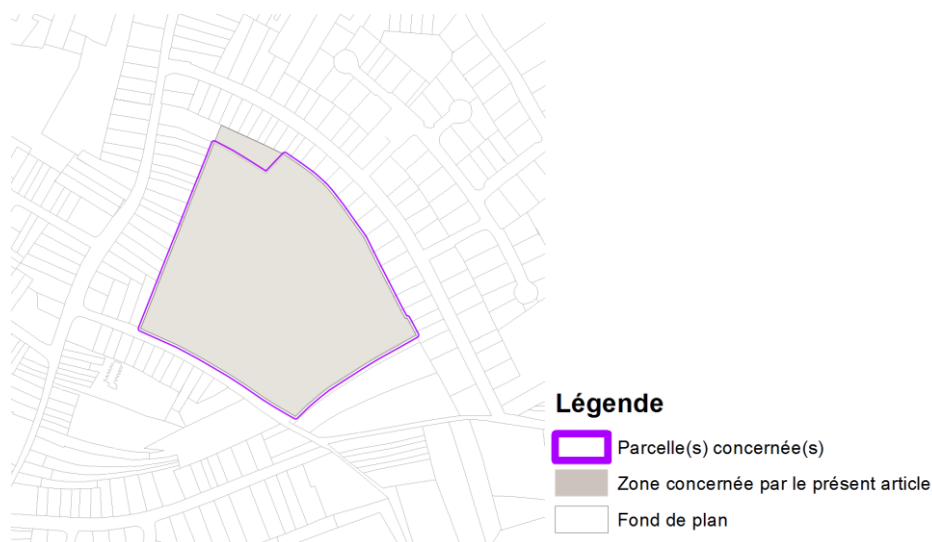 Légende
Parcelle(s) concernée(s)
Zone concernée par le présent article
Fond de plan